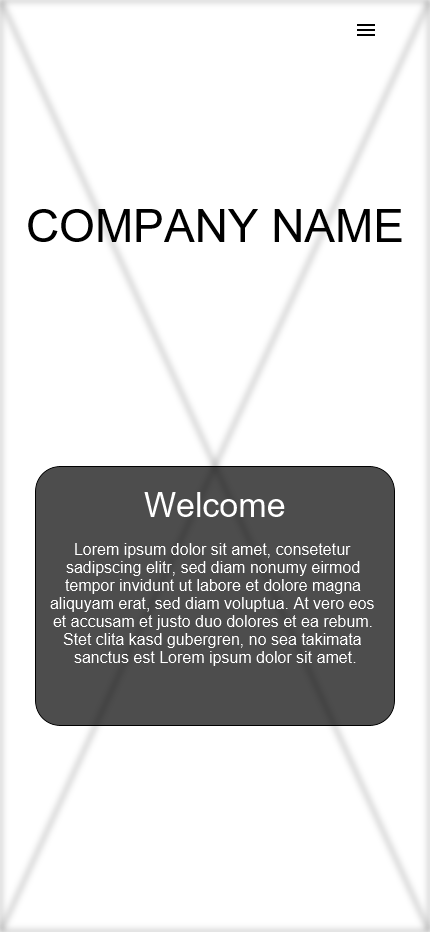 COMPANY NAME
Welcome
Lorem ipsum dolor sit amet, consetetur
sadipscing elitr, sed diam nonumy eirmod
tempor invidunt ut labore et dolore magna
aliquyam erat, sed diam voluptua. At vero eos
et accusam et justo duo dolores et ea rebum.
Stet clita kasd gubergren, no sea takimata
sanctus est Lorem ipsum dolor sit amet.